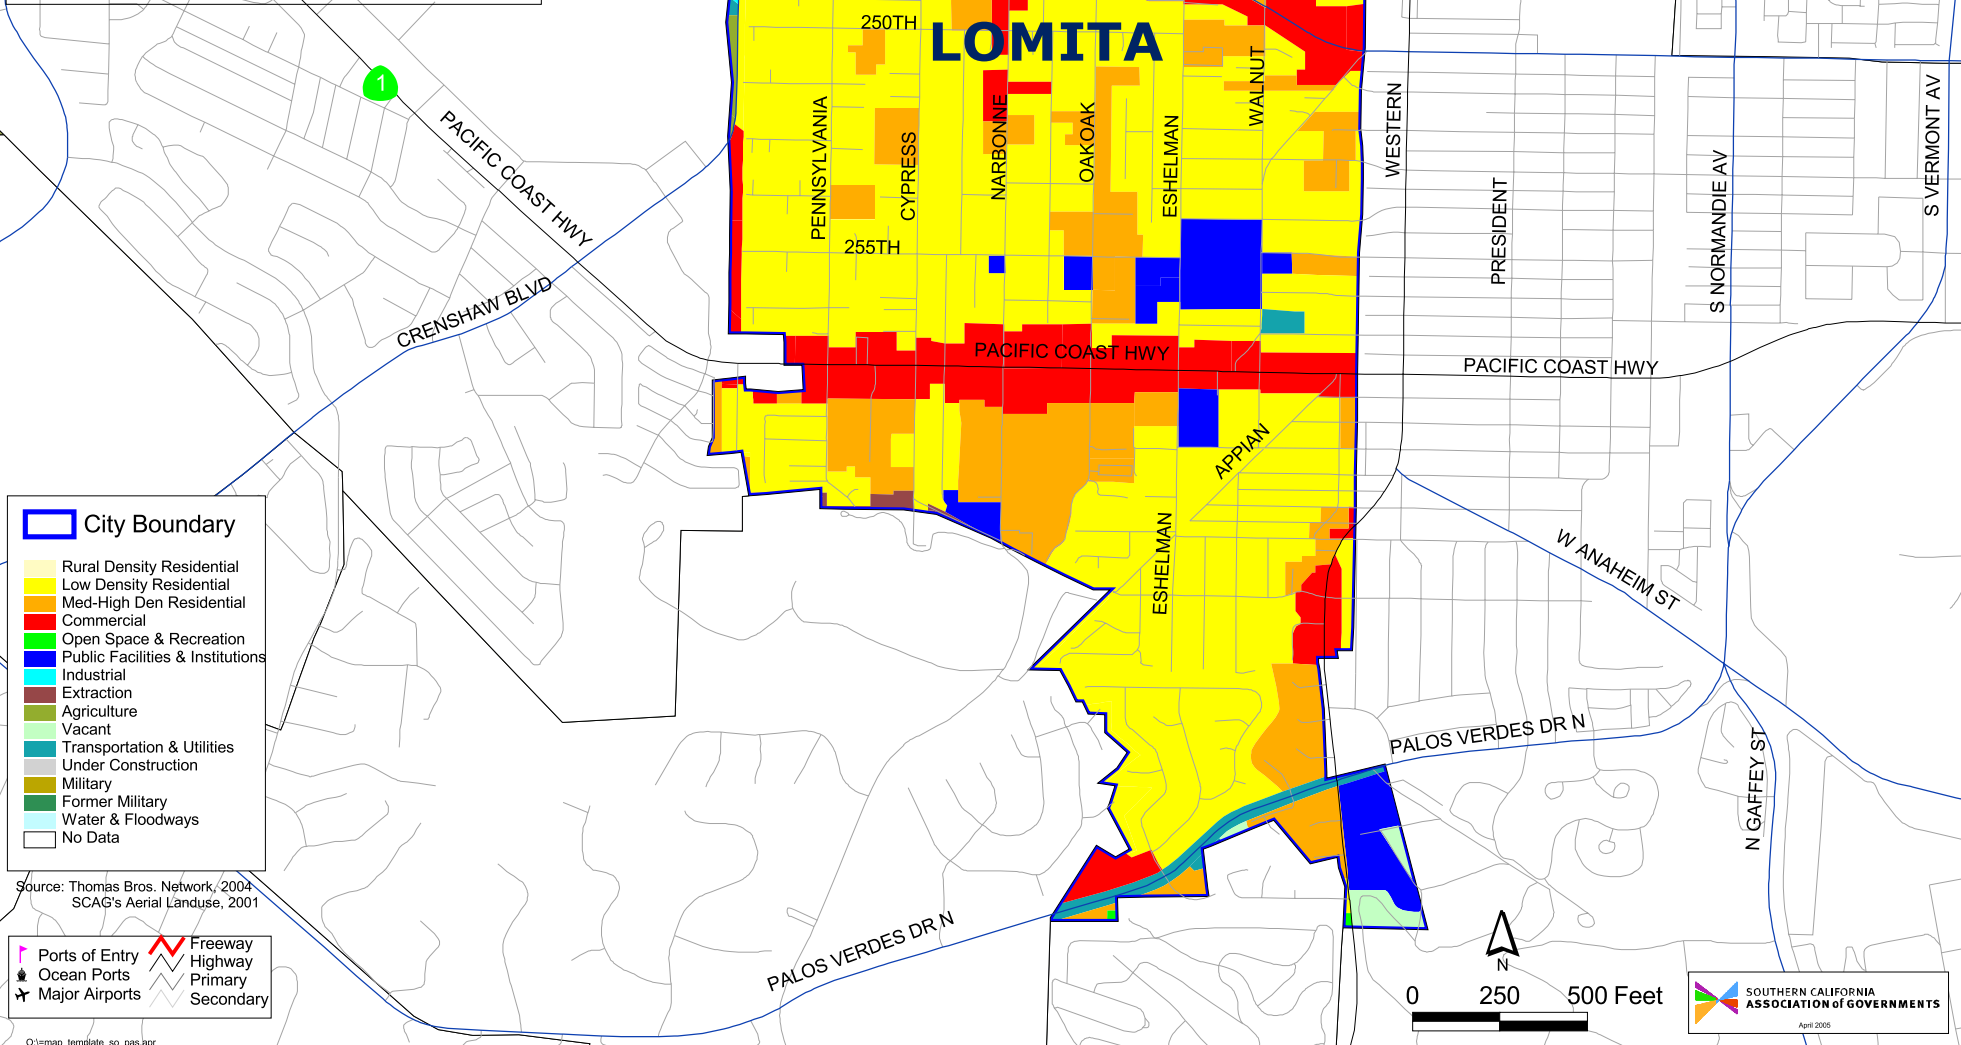 250TH
LOMITA
1
PACIFIC COAST HWY
PENNSYLVANIA
CYPRESS
NARBONNE
OAKOAK
ESHELMAN
WALNUT
WESTERN
PRESIDENT
S NORMANDIE AV
S VERMONT AV
255TH
CRENSHAW BLVD
PACIFIC COAST HWY
PACIFIC COAST HWY
APPIAN
ESHELMAN
W ANAHEIM ST
PALOS VERDES DR N
N GAFFEY ST
PALOS VERDES DR N
City Boundary
Rural Density Residential
Low Density Residential
Med-High Den Residential
Commercial
Open Space & Recreation
Public Facilities & Institutions
Industrial
Extraction
Agriculture
Vacant
Transportation & Utilities
Under Construction
Military
Former Military
Water & Floodways
No Data
Source: Thomas Bros. Network, 2004
SCAG's Aerial Landuse, 2001
Ports of Entry
Ocean Ports
Major Airports
Freeway
Highway
Primary
Secondary
N
0 250 500 Feet
SOUTHERN CALIFORNIA
ASSOCIATION of GOVERNMENTS
April 2005
Q:\=map_template_so_pas.apr